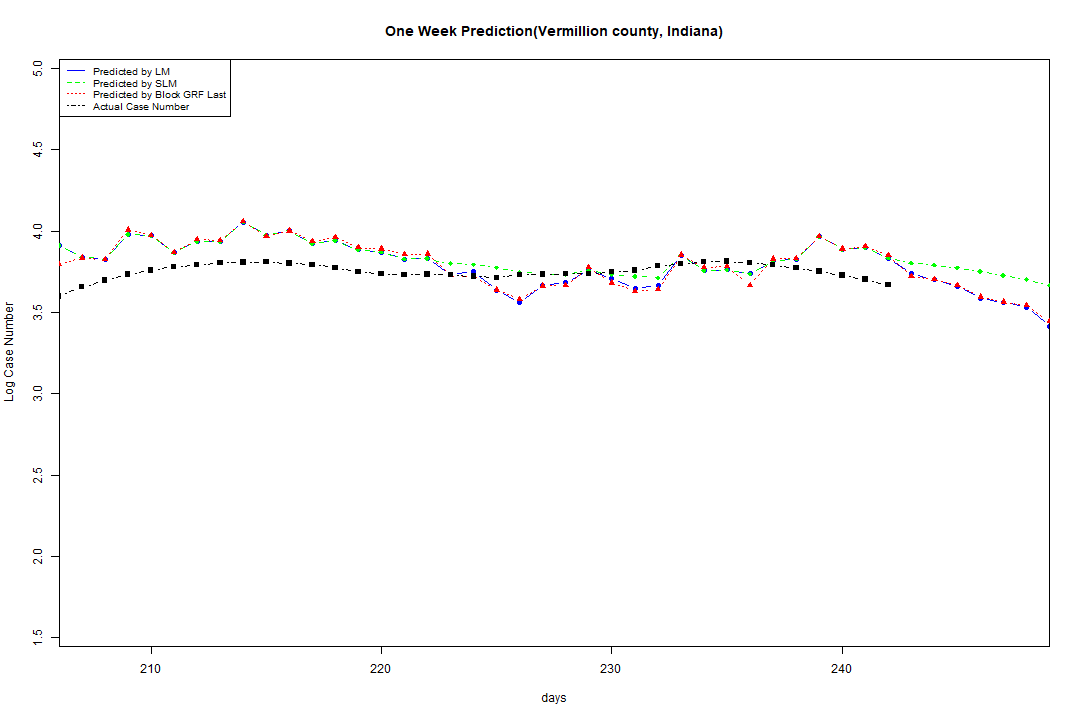 One Week Prediction(Vermillion county, Indiana)
Predicted by LM
Predicted by SLM
Predicted by Block GRF Last
Actual Case Number
5.0
4.5
4.0
3.5
3.0
2.5
2.0
1.5
Log Case Number
210 220 230 240
days